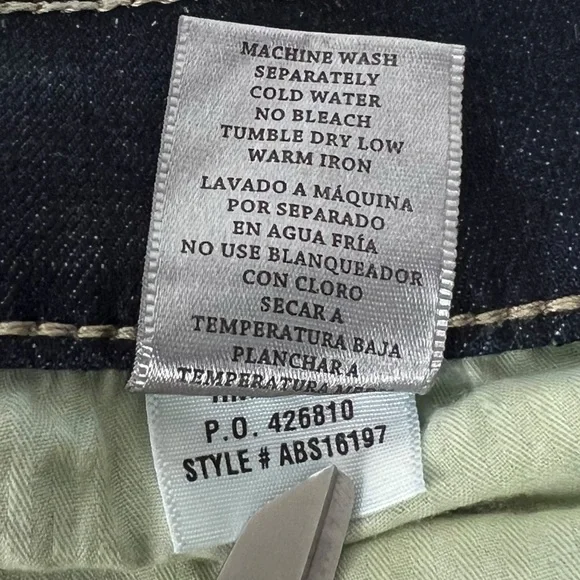 MACHINE WASH
SEPARATELY
COLD WATER
NO BLEACH
TUMBLE DRY LOW
WARM IRON
LAVADO A MÁQUINA
POR SEPARADO
EN AGUA FRÍA
NO USE BLANQUEADOR
CON CLORO
SECAR A
TEMPERATURA BAJA
PLANCHAR A
TEMPERATURA
P.O. 426810
STYLE # ABS16197